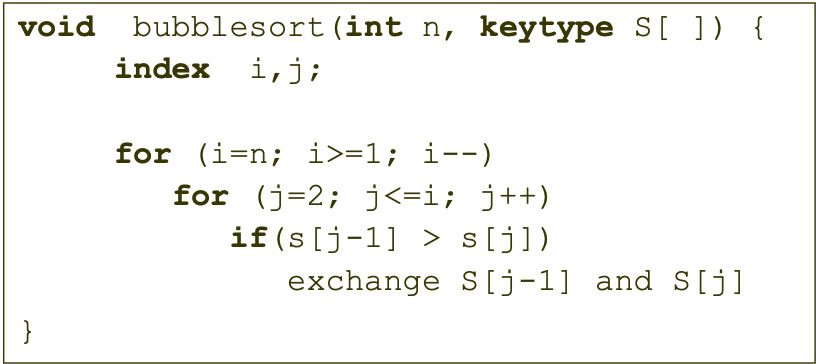 void bubblesort(int n, keytype S[ ]) {
index i,j;
for (i=n; i>=1; i--)
for (j=2; j<=i; j++)
if(s[j-1] > s[j])
exchange S[j-1] and S[j]
}